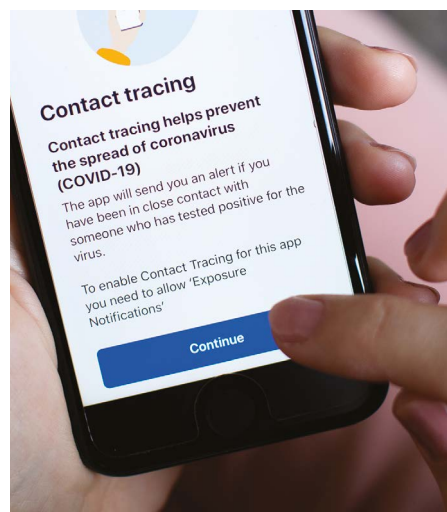 Contact tracing
Contact tracing helps prevent
the spread of coronavirus
(COVID-19)
The app will send you an alert if you
have been in close contact with
someone who has tested positive for the
virus.
To enable Contact Tracing for this app
you need to allow ‘Exposure
Notifications’
Continue